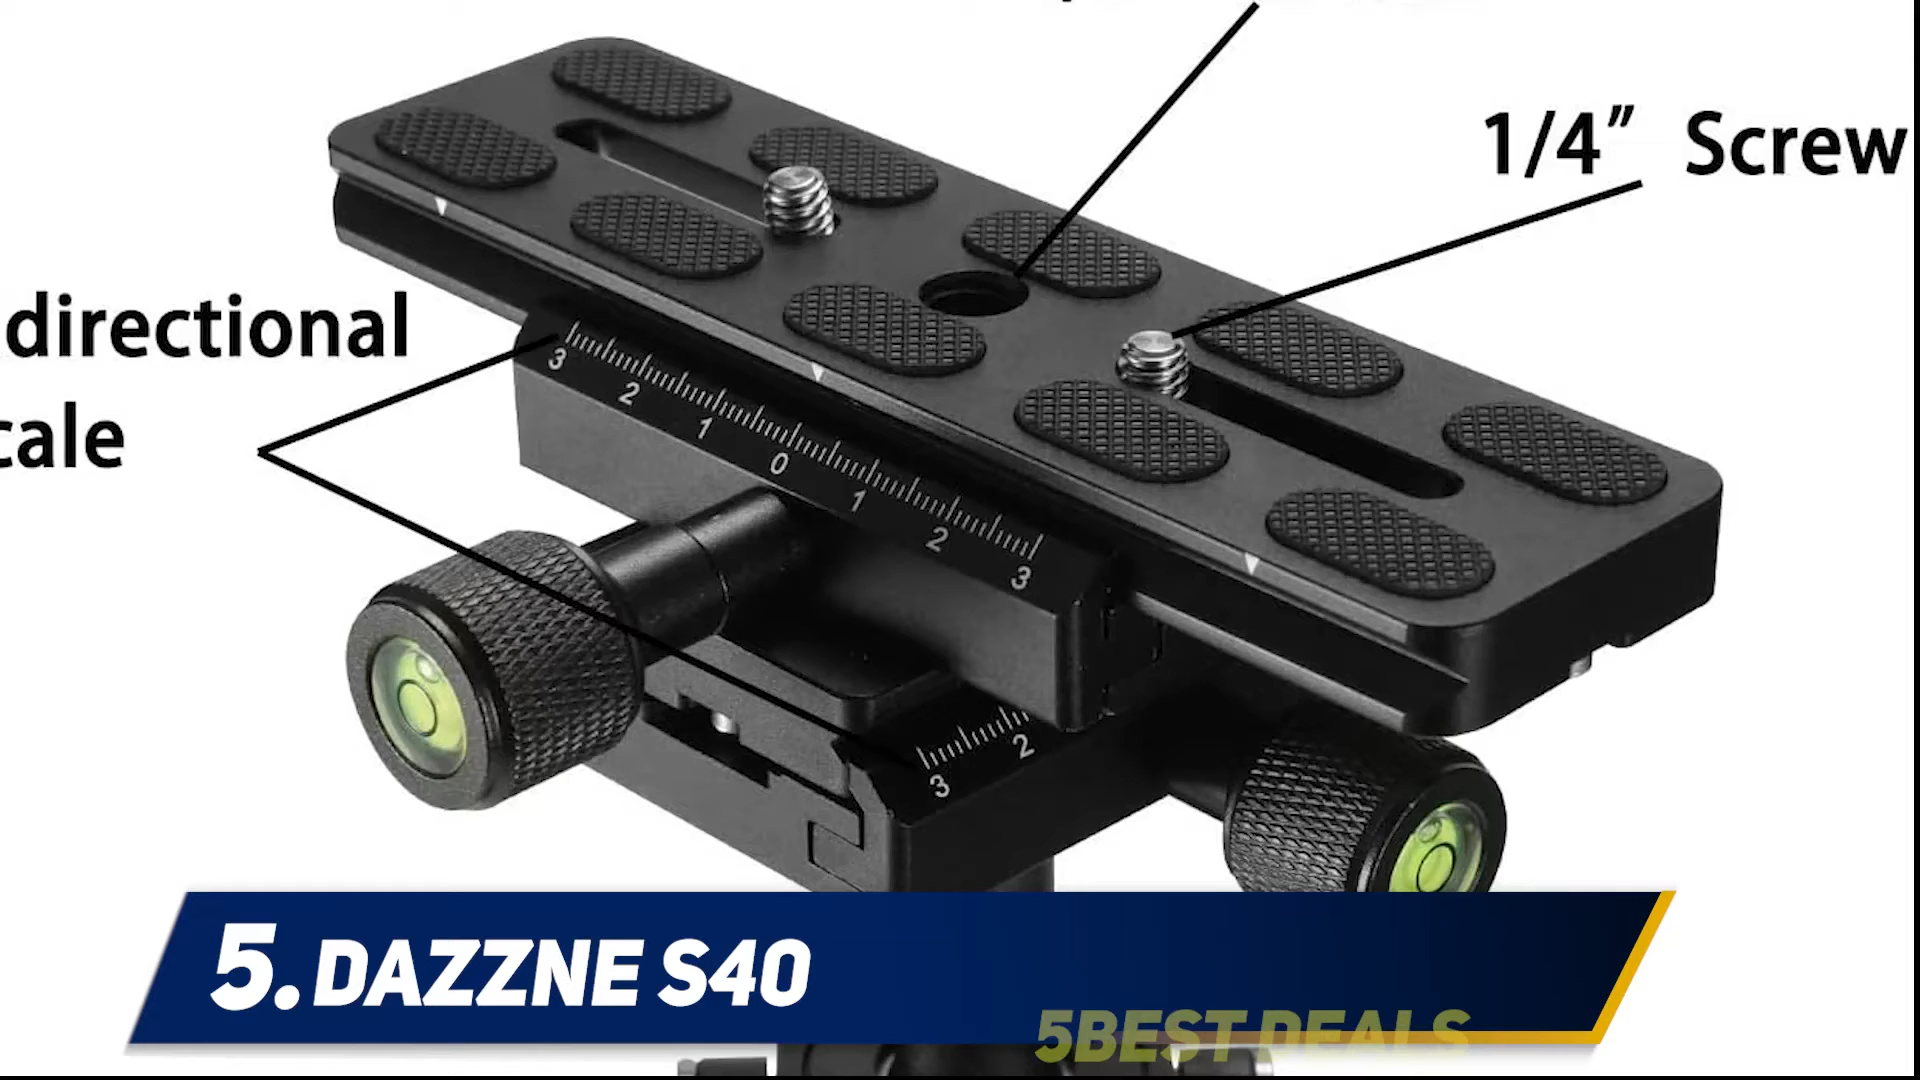 1/4” Screw
directional
cale
3 2 1 0 1 2 3
3 2
5. DAZZNE S40
5BEST DEALS